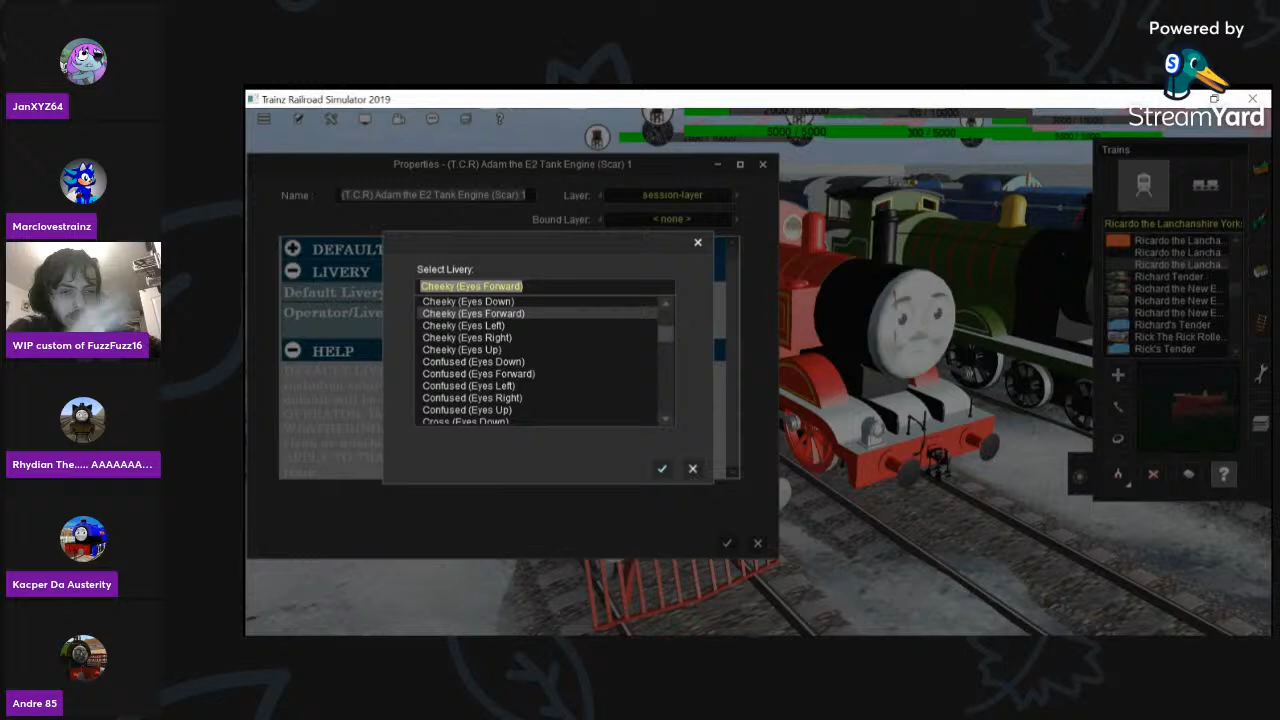 Powered by
StreamYard
JanXYZ64
Marclovestrainz
WIP custom of FuzzFuzz16
Rhydian The..... AAAAAAA...
Kacper Da Austerity
Andre 85
Trainz Railroad Simulator 2019
5000 / 5000
300 / 5000
Properties - (T.C.R) Adam the E2 Tank Engine (Scar) 1
Name :
(T.C.R) Adam the E2 Tank Engine (Scar) 1
Layer:
session-layer
Bound Layer:
< none >
DEFAULT
LIVERY
Default Livery
Operator/Live
HELP
Select Livery:
Cheeky (Eyes Forward)
Cheeky (Eyes Down)
Cheeky (Eyes Forward)
Cheeky (Eyes Left)
Cheeky (Eyes Right)
Cheeky (Eyes Up)
Confused (Eyes Down)
Confused (Eyes Forward)
Confused (Eyes Left)
Confused (Eyes Right)
Confused (Eyes Up)
Cross (Eyes Down)
Trains
Ricardo the Lanchanshire Yorks
Ricardo the Lancha...
Ricardo the Lancha...
Ricardo the Lancha...
Richard Tender
Richard the New E...
Richard the New E...
Richard the New E...
Richard's Tender
Rick The Rick Rolle...
Rick's Tender